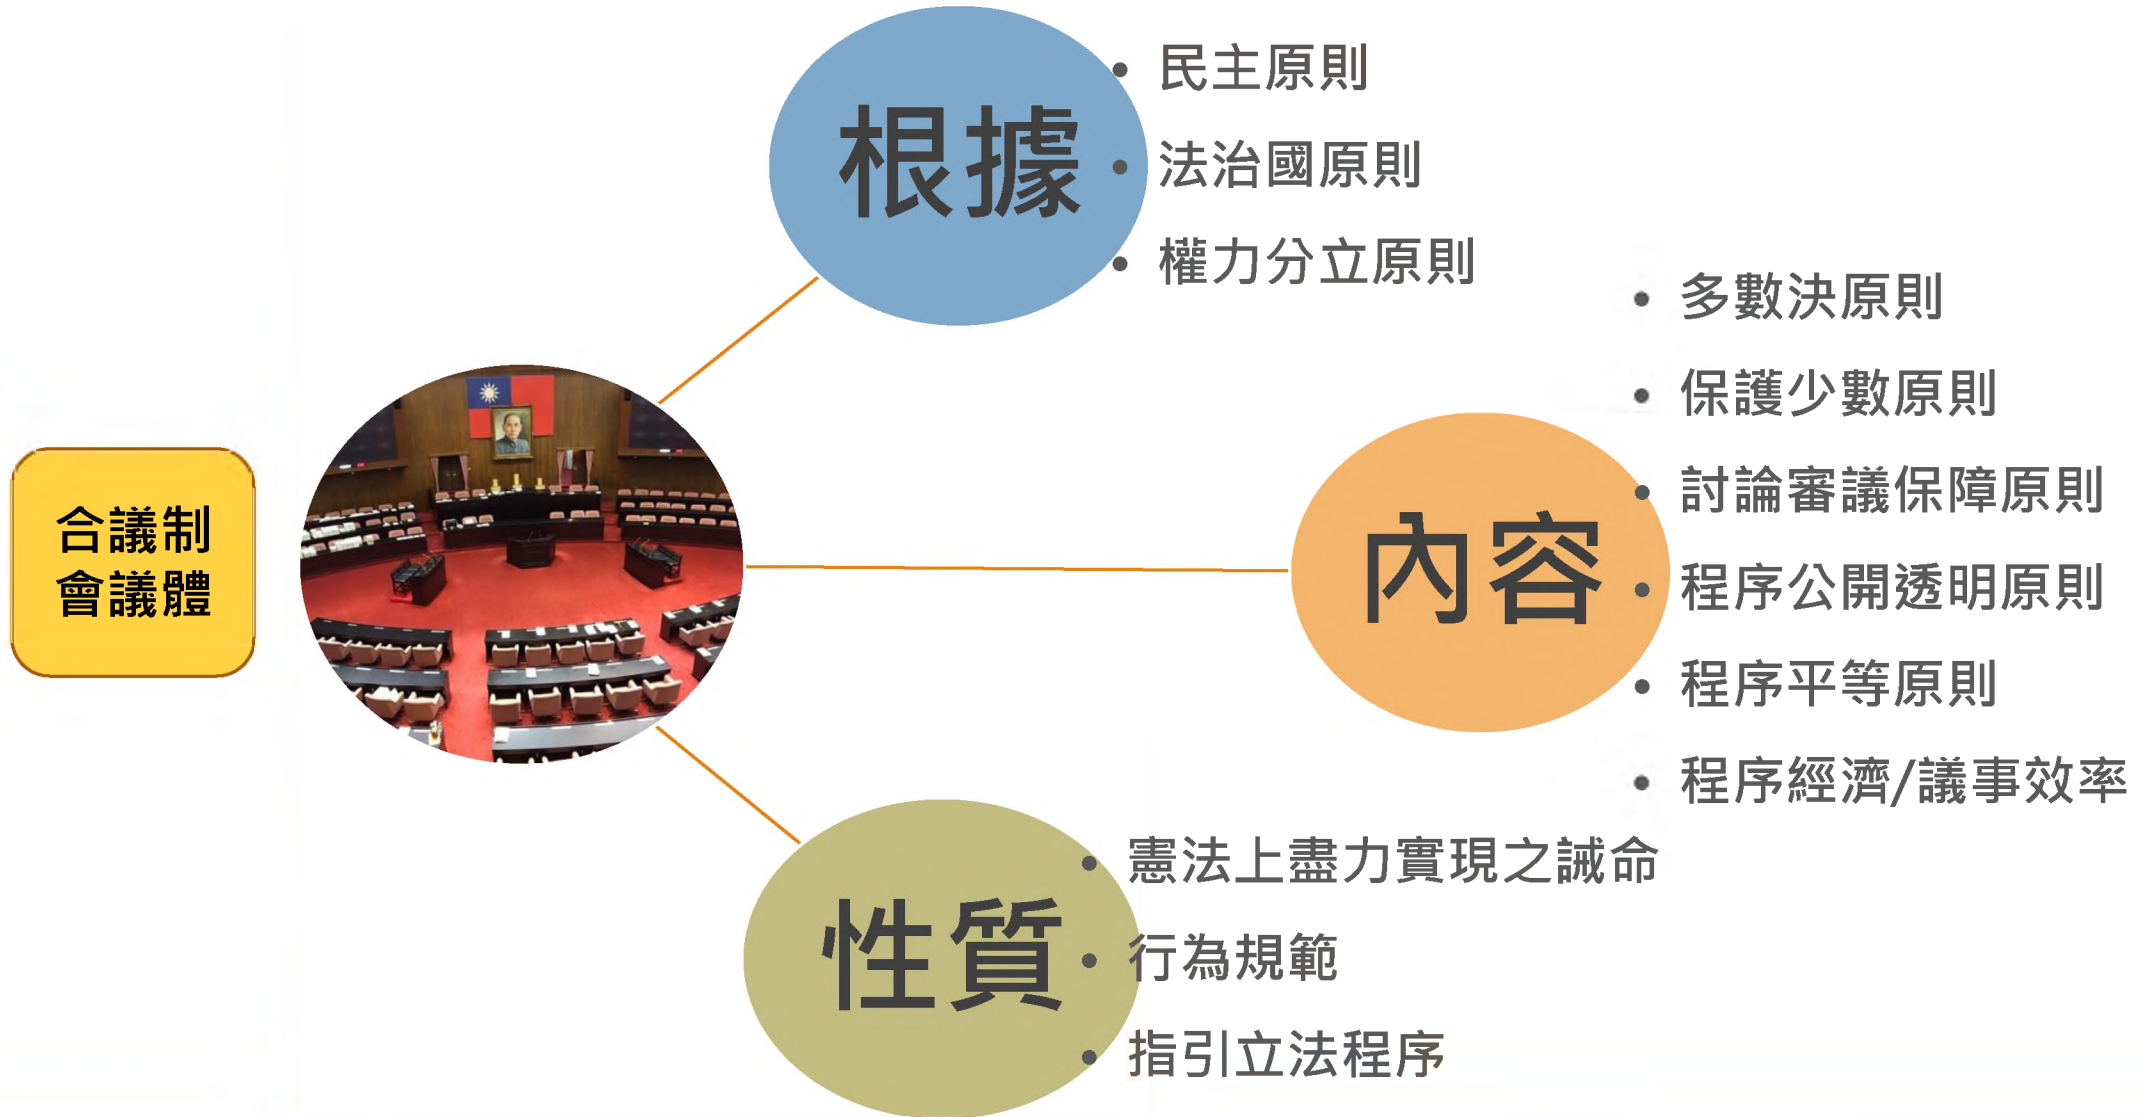 合議制
會議體
根據
民主原則
法治國原則
權力分立原則
內容
多數決原則
保護少數原則
討論審議保障原則
程序公開透明原則
程序平等原則
程序經濟/議事效率
性質
憲法上盡力實現之誡命
行為規範
指引立法程序